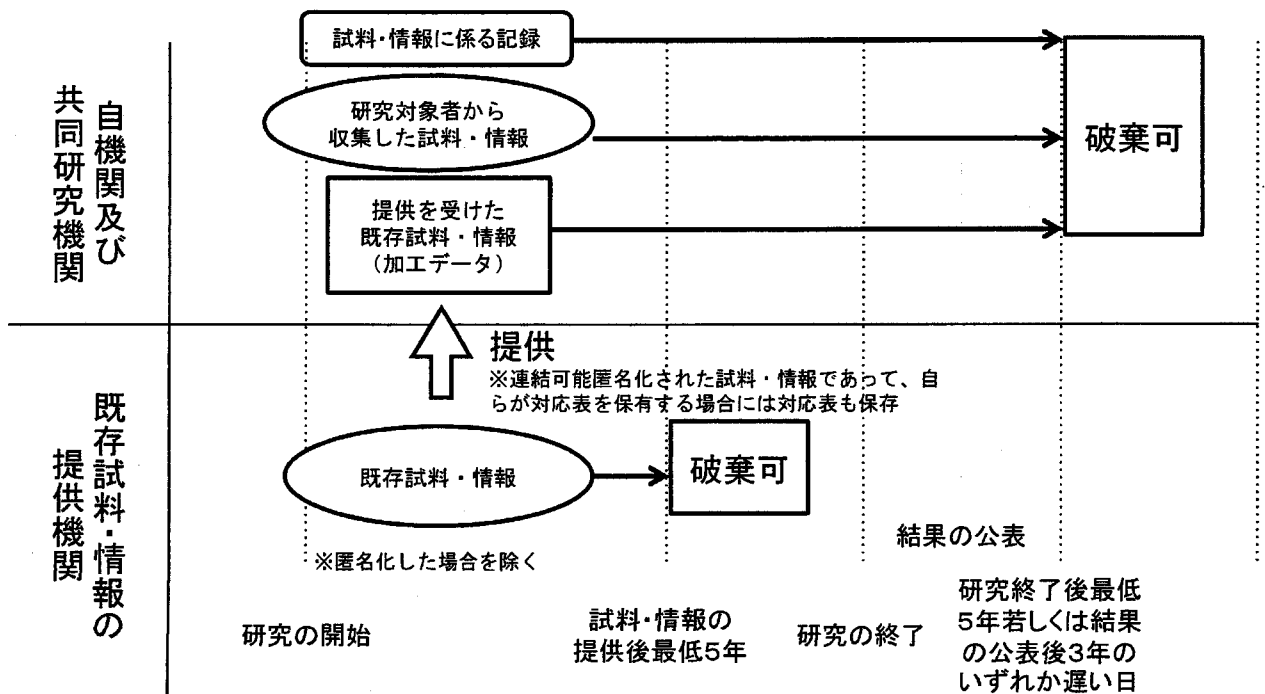 試料・情報に係る記録
研究対象者から
収集した試料・情報
提供を受けた
既存試料・情報
(加工データ)
破棄可
自機関及び
共同研究機関
提供
※連結可能匿名化された試料・情報であって、自
らが対応表を保有する場合には対応表も保存
既存試料・情報の
提供機関
既存試料・情報
破棄可
※匿名化した場合を除く
結果の公表
研究の開始
試料・情報の
提供後最低5年
研究の終了
研究終了後最低
5年若しくは結果
の公表後3年の
いずれか遅い日